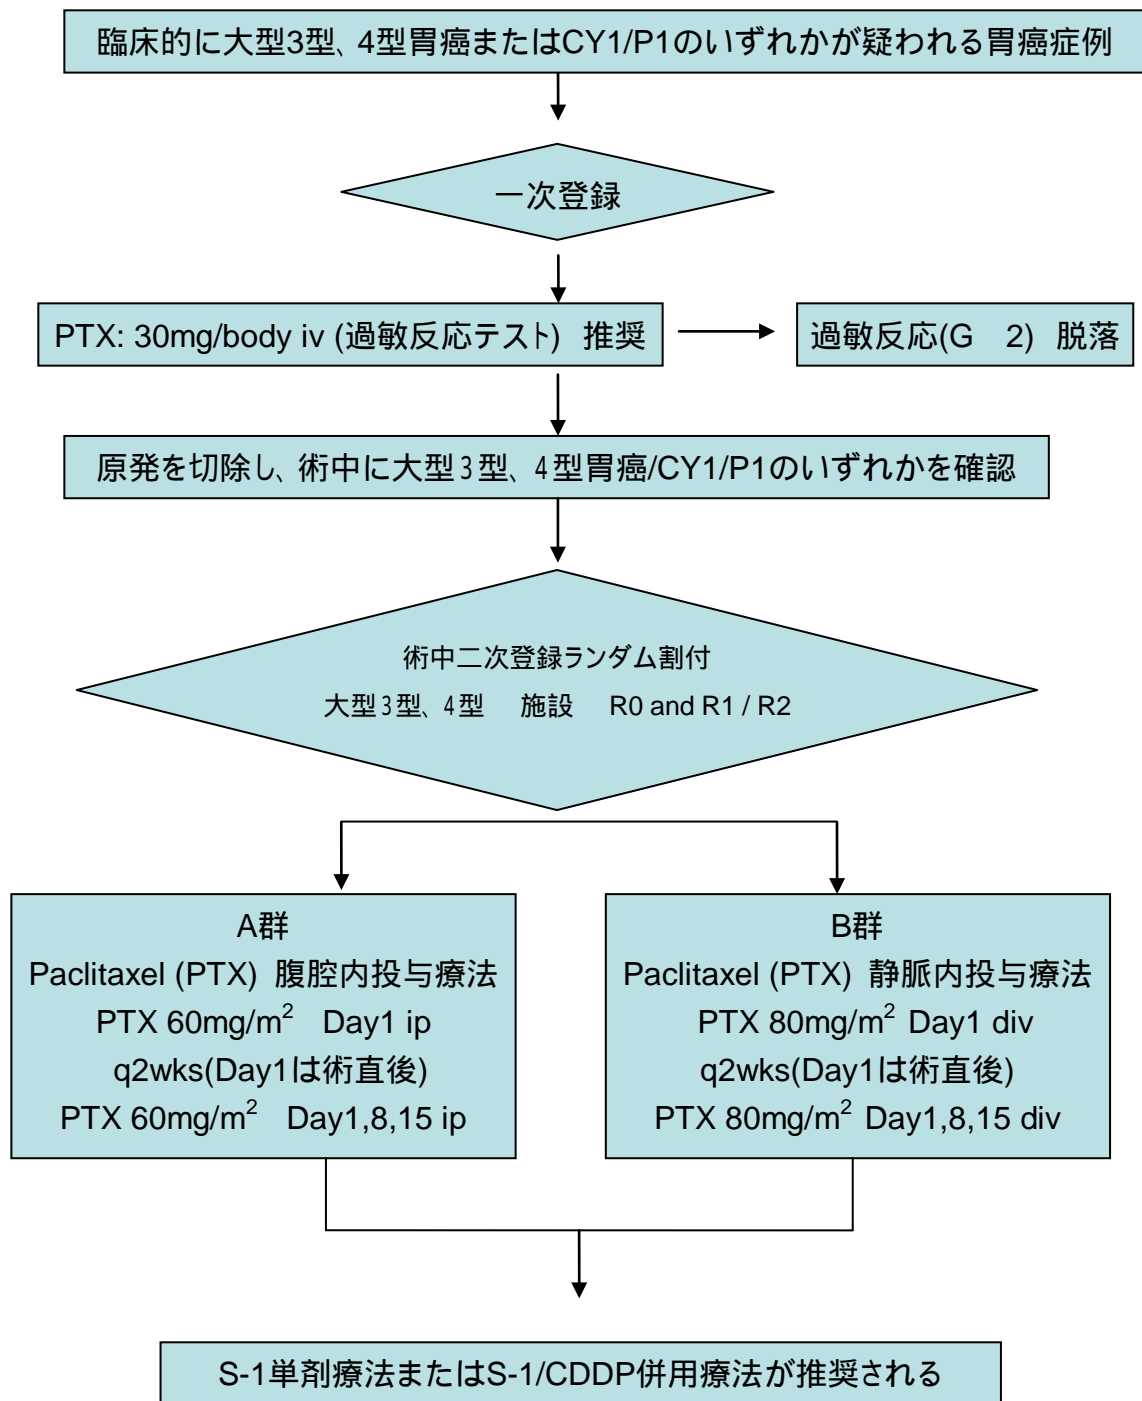 臨床的に大型3型、4型胃癌またはCY1/P1のいずれかが疑われる胃癌症例
一次登録
PTX: 30mg/body iv (過敏反応テスト) 推奨
過敏反応(G 2) 脱落
原発を切除し、術中に大型３型、４型胃癌/CY1/P1のいずれかを確認
術中二次登録ランダム割付
大型３型、４型 施設 R0 and R1 / R2
A群
Paclitaxel (PTX) 腹腔内投与療法
PTX 60mg/m² Day1 ip
q2wks(Day1は術直後)
PTX 60mg/m² Day1,8,15 ip
B群
Paclitaxel (PTX) 静脈内投与療法
PTX 80mg/m² Day1 div
q2wks(Day1は術直後)
PTX 80mg/m² Day1,8,15 div
S-1単剤療法またはS-1/CDDP併用療法が推奨される